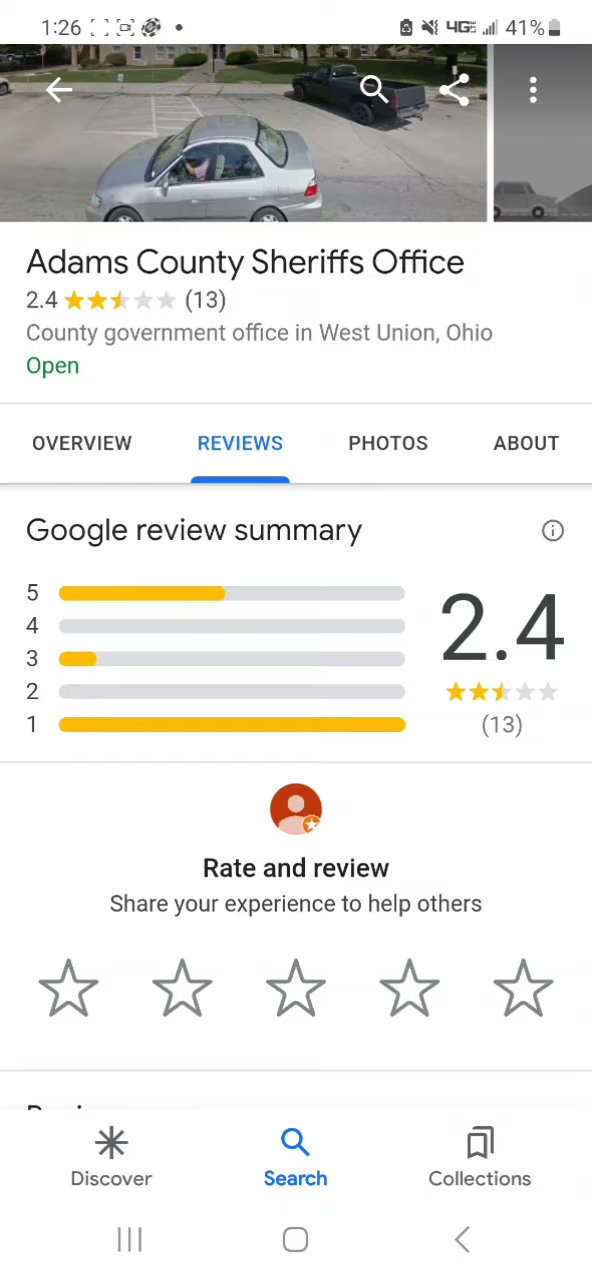 1:26 4GE 41%
Adams County Sheriffs Office
2.4 (13)
County government office in West Union, Ohio
Open
OVERVIEW REVIEWS PHOTOS ABOUT
Google review summary
5
4
3
2
1
2.4
(13)
Rate and review
Share your experience to help others
Discover Search Collections